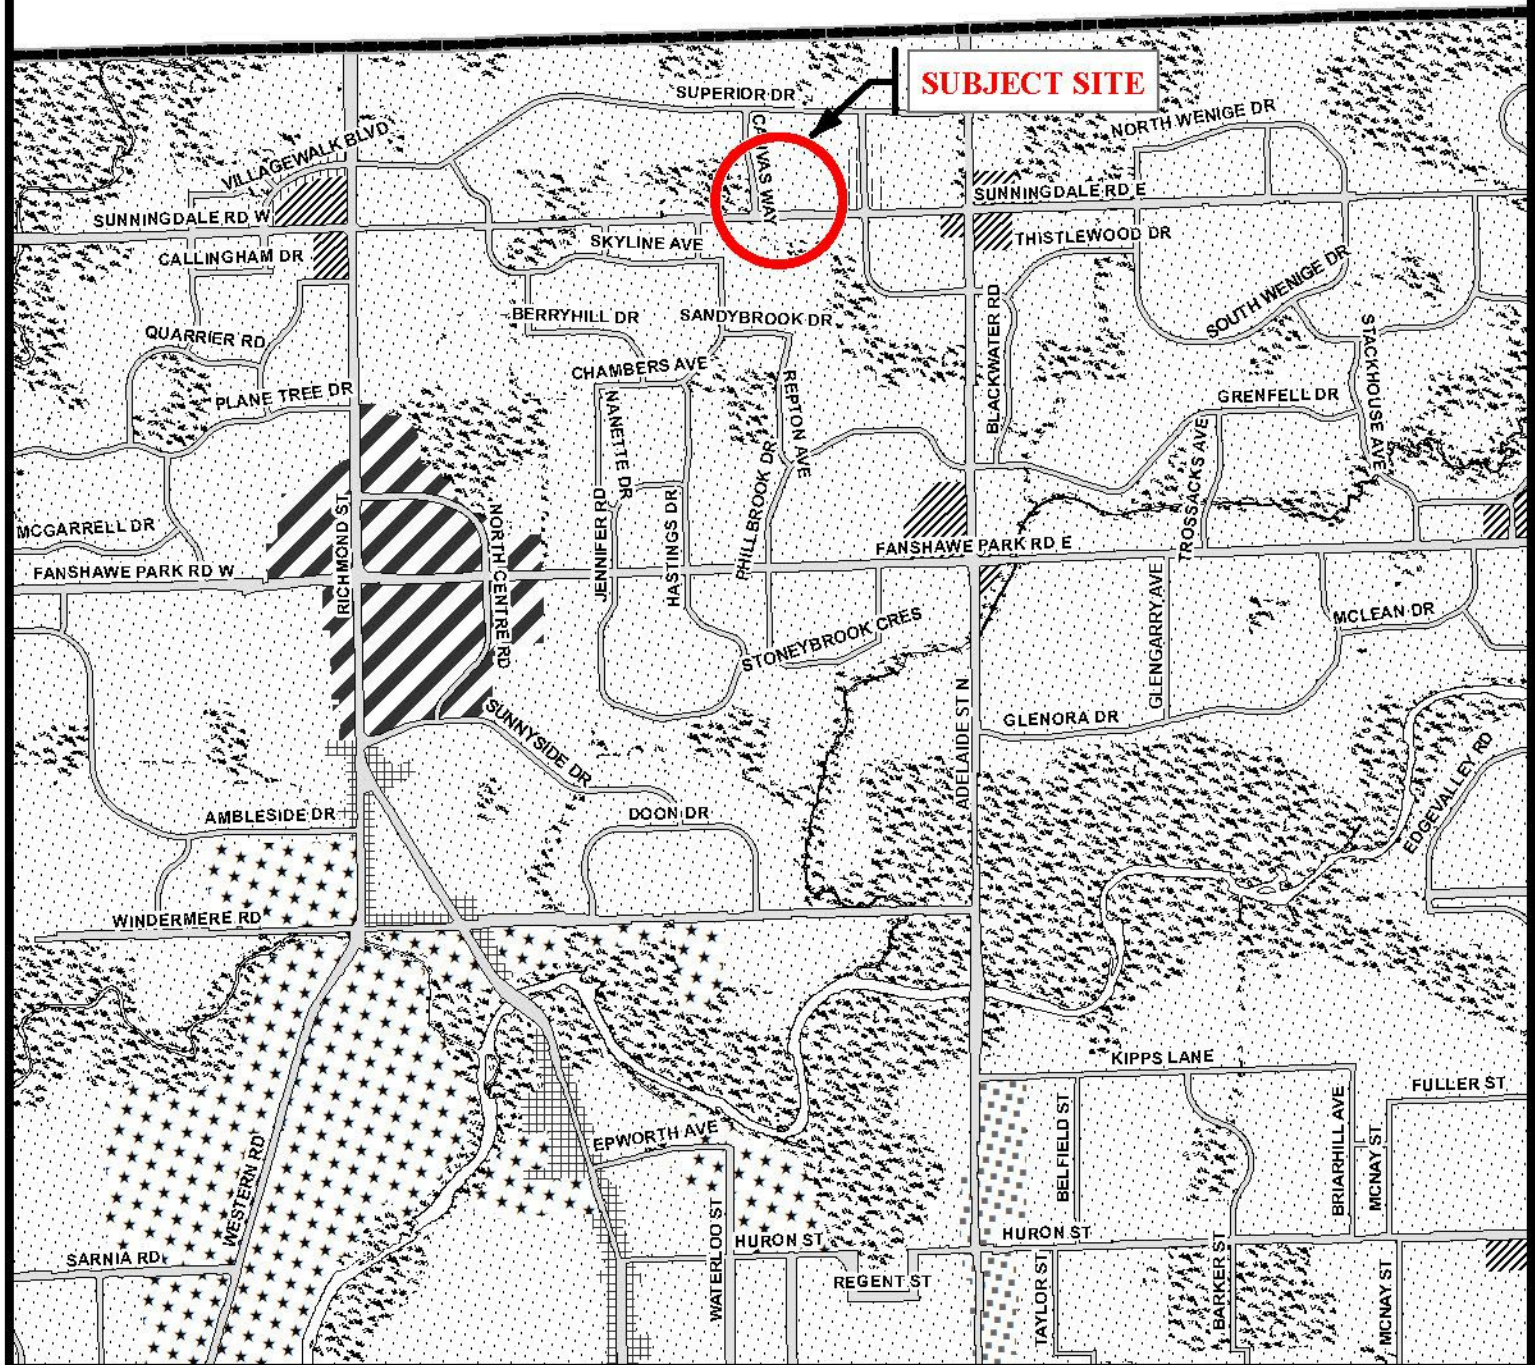 SUBJECT SITE
SUPERIOR DR
NORTH WENIGE DR
VILLAGEWALK BLVD
CANVAS WAY
SUNNINGDALE RD E
SUNNINGDALE RD W
THISTLEWOOD DR
SKYLINE AVE
CALLINGHAM DR
SOUTH WENIGE DR
BERRYHILL DR
SANDYBROOK DR
BLACKWATER RD
QUARRIER RD
STACKHOUSE AVE
CHAMBERS AVE
REPTON AVE
PLANE TREE DR
GRENFELL DR
NANETTE DR
TROSSACKS AVE
PHILLBROOK DR
RICHMOND ST
JENNIFER RD
HASTINGS DR
NORTH CENTRE RD
MCGARRELL DR
FANSHAWE PARK RD E
FANSHAWE PARK RD W
MCLEAN DR
GLENGARRY AVE
STONEYBROOK CRES
ADELAIDE ST N
GLENORA DR
SUNNYSIDE DR
EDGEVALLEY RD
AMBLESIDE DR
DOON DR
WINDERMERE RD
KIPPS LANE
FULLER ST
BELFIELD ST
BRIARHILL AVE
MCNAY ST
EPWORTH AVE
WESTERN RD
WATERLOO ST
HURON ST
HURON ST
SARNIA RD
REGENT ST
TAYLOR ST
BARKER ST
MCNAY ST